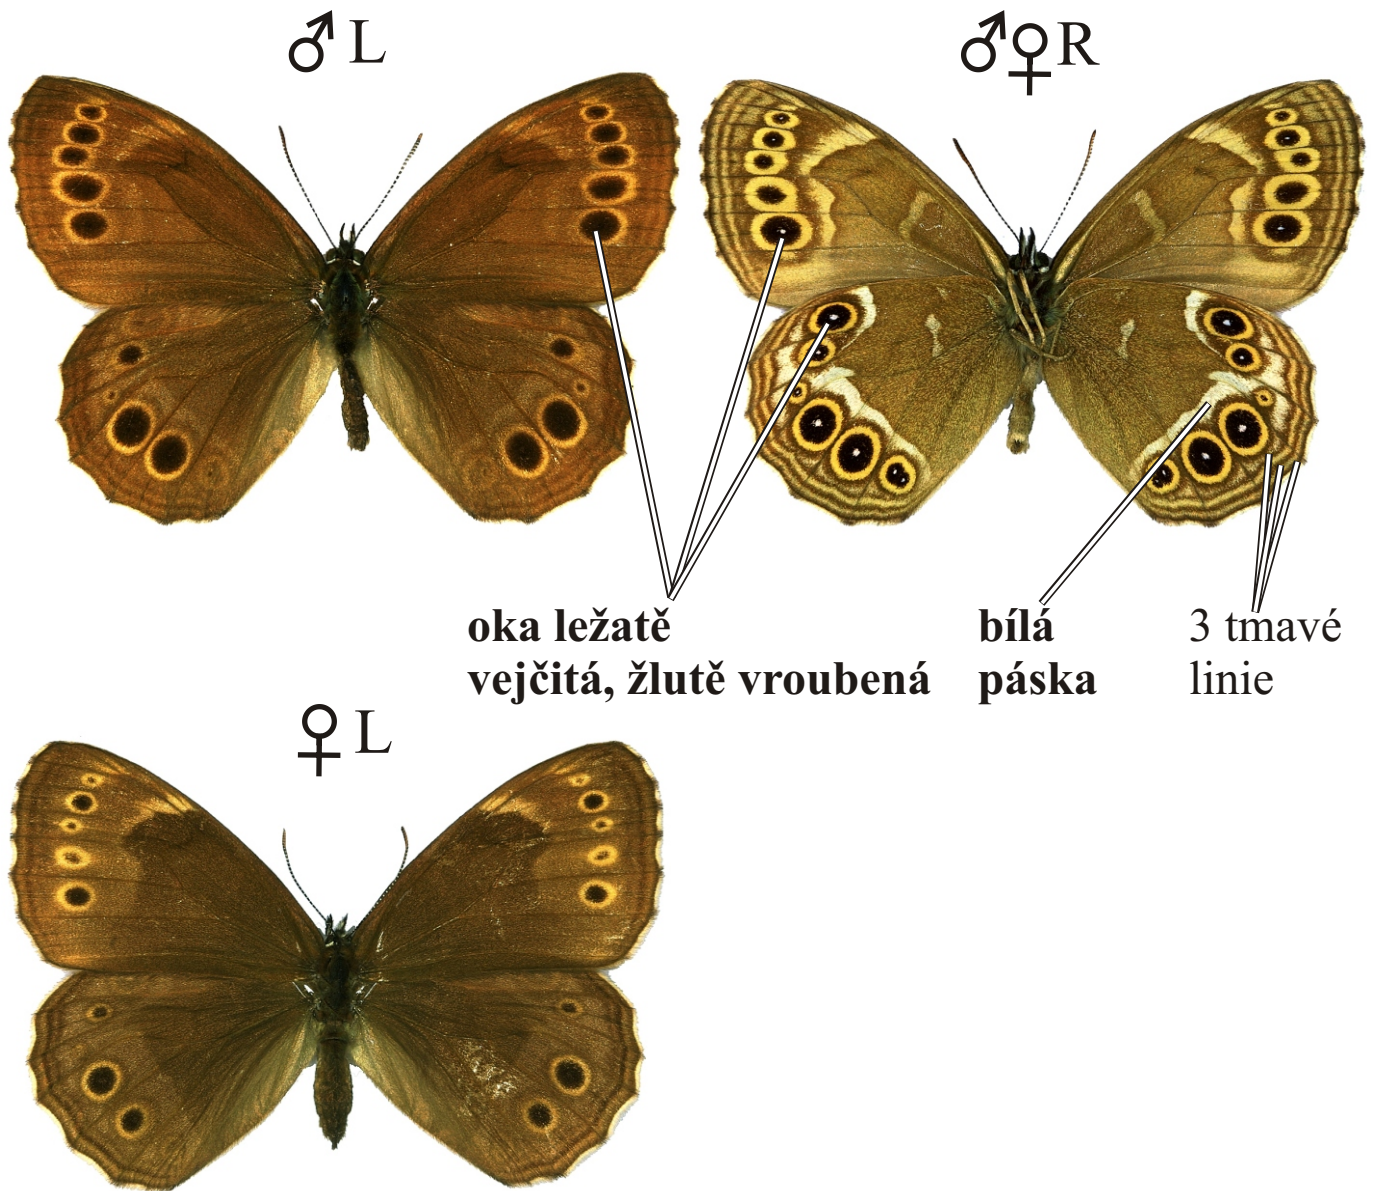 ♂ L
♂♀ R
oka ležatě
vejčitá, žlutě vroubená
bílá
páska
3 tmavé
linie
♀ L